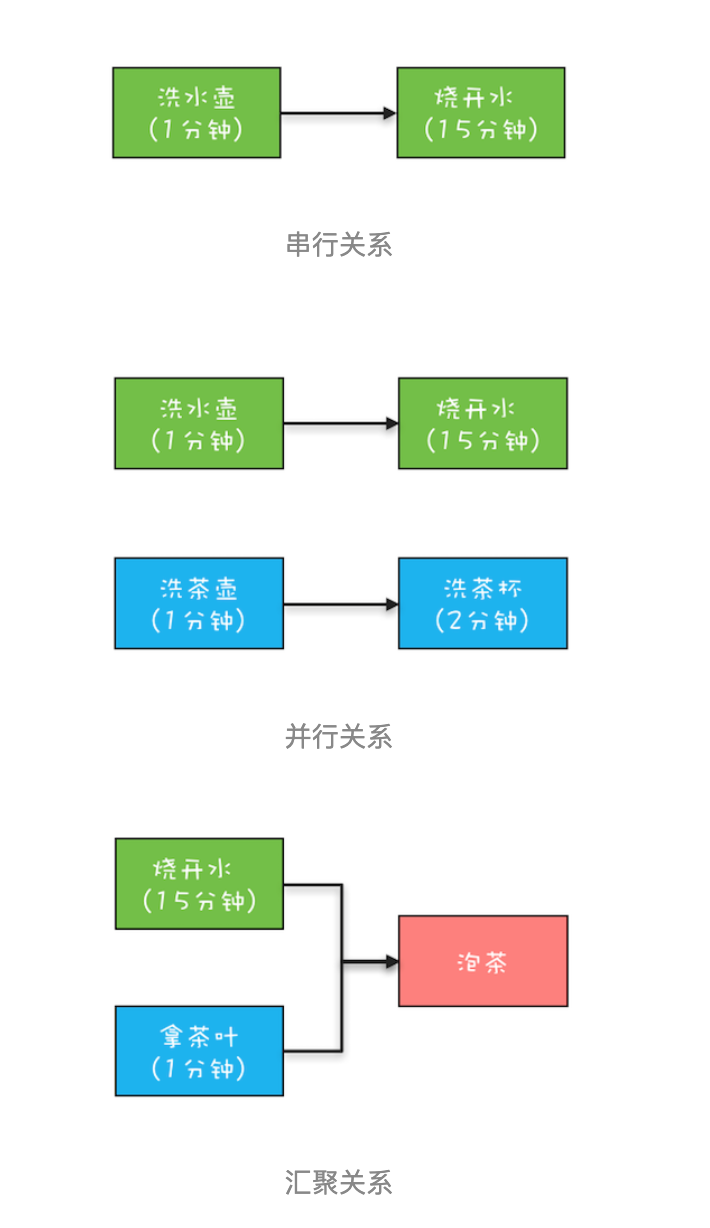 洗水壶
(1分钟)
烧开水
(15分钟)
串行关系
洗水壶
(1分钟)
烧开水
(15分钟)
洗茶壶
(1分钟)
洗茶杯
(2分钟)
并行关系
烧开水
(15分钟)
泡茶
拿茶叶
(1分钟)
汇聚关系